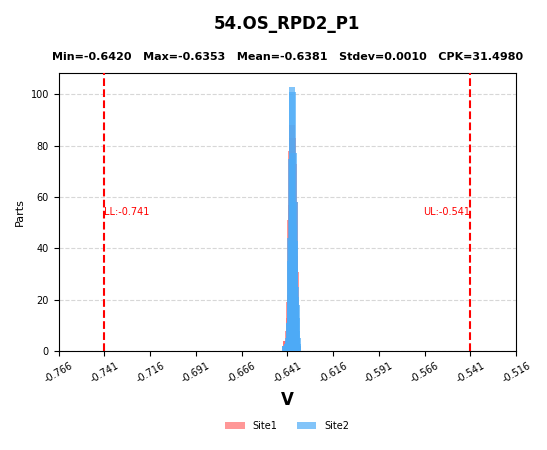 54.OS_RPD2_P1
Min=-0.6420 Max=-0.6353 Mean=-0.6381 Stdev=0.0010 CPK=31.4980
100
80
60
40
20
0
Parts
LL:-0.741
UL:-0.541
-0.766 -0.741 -0.716 -0.691 -0.666 -0.641 -0.616 -0.591 -0.566 -0.541 -0.516
V
Site1 Site2